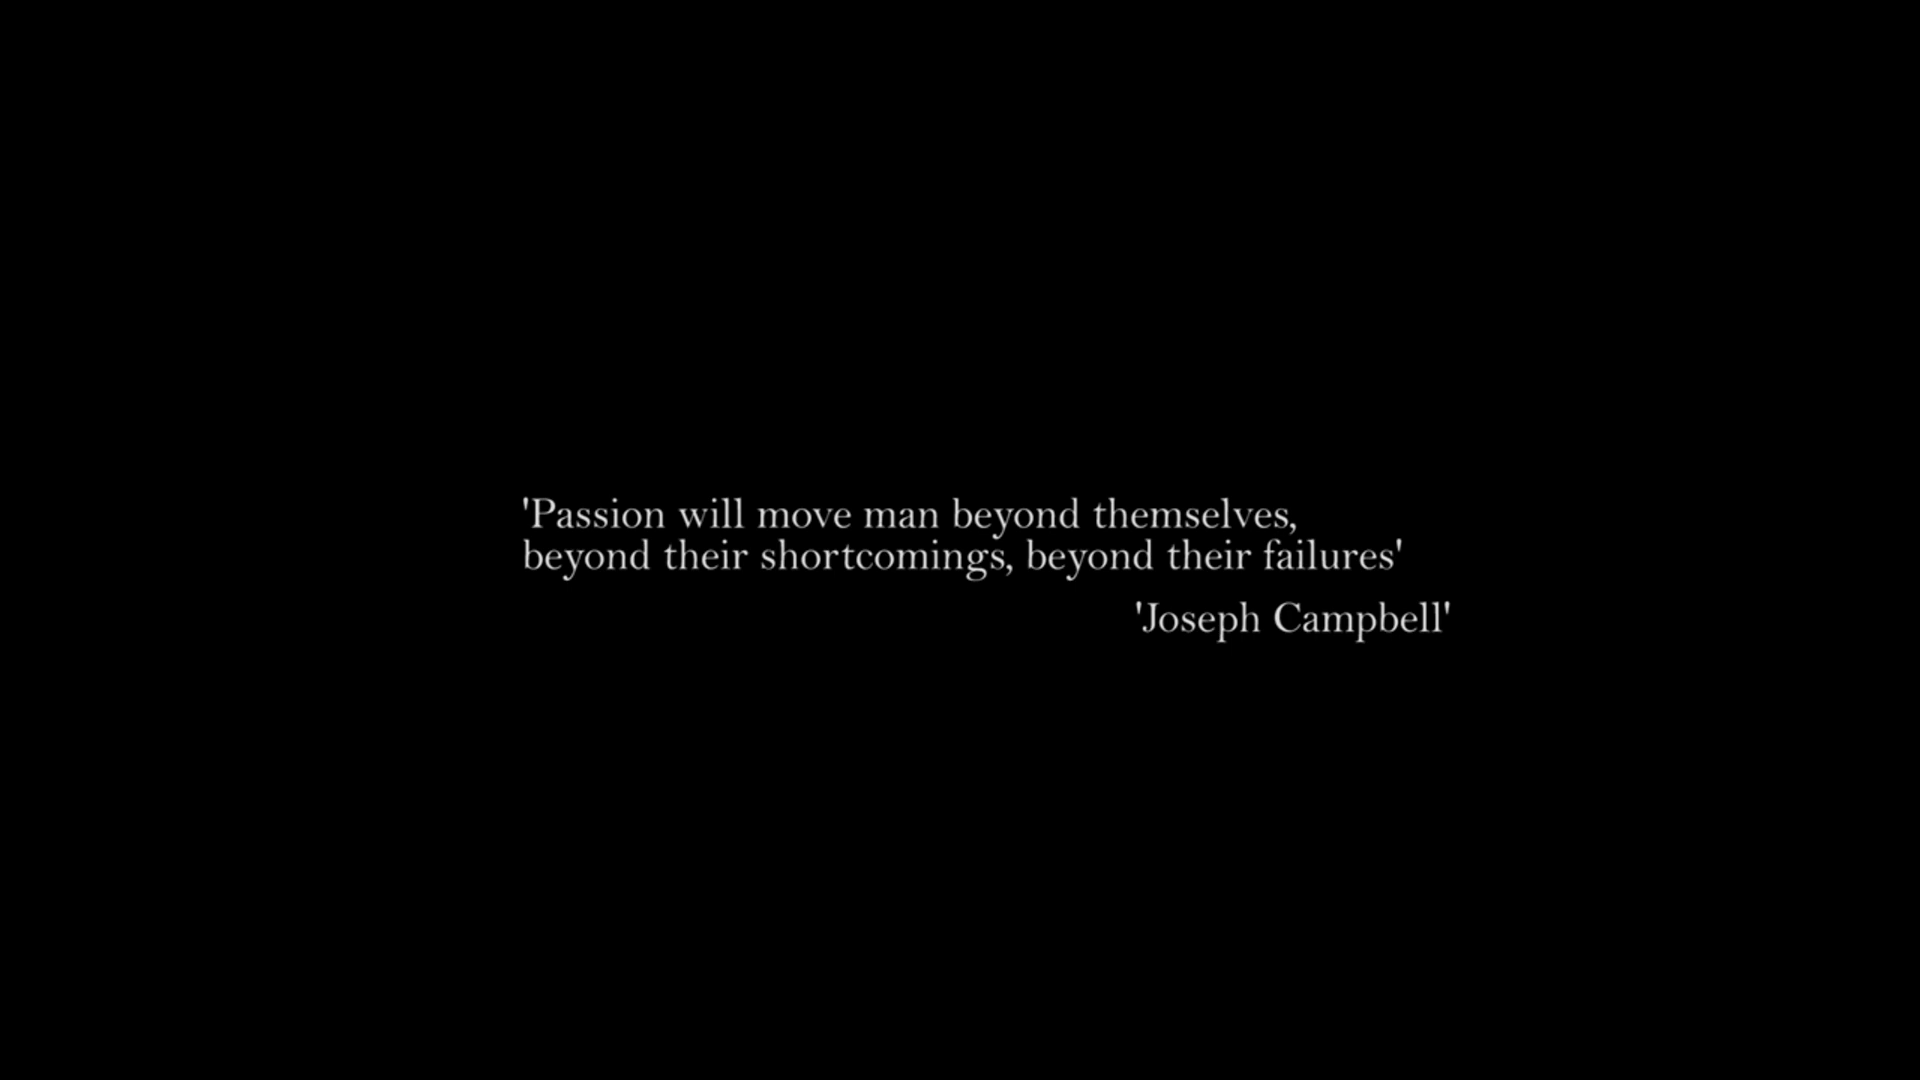 'Passion will move man beyond themselves,
beyond their shortcomings, beyond their failures'
'Joseph Campbell'